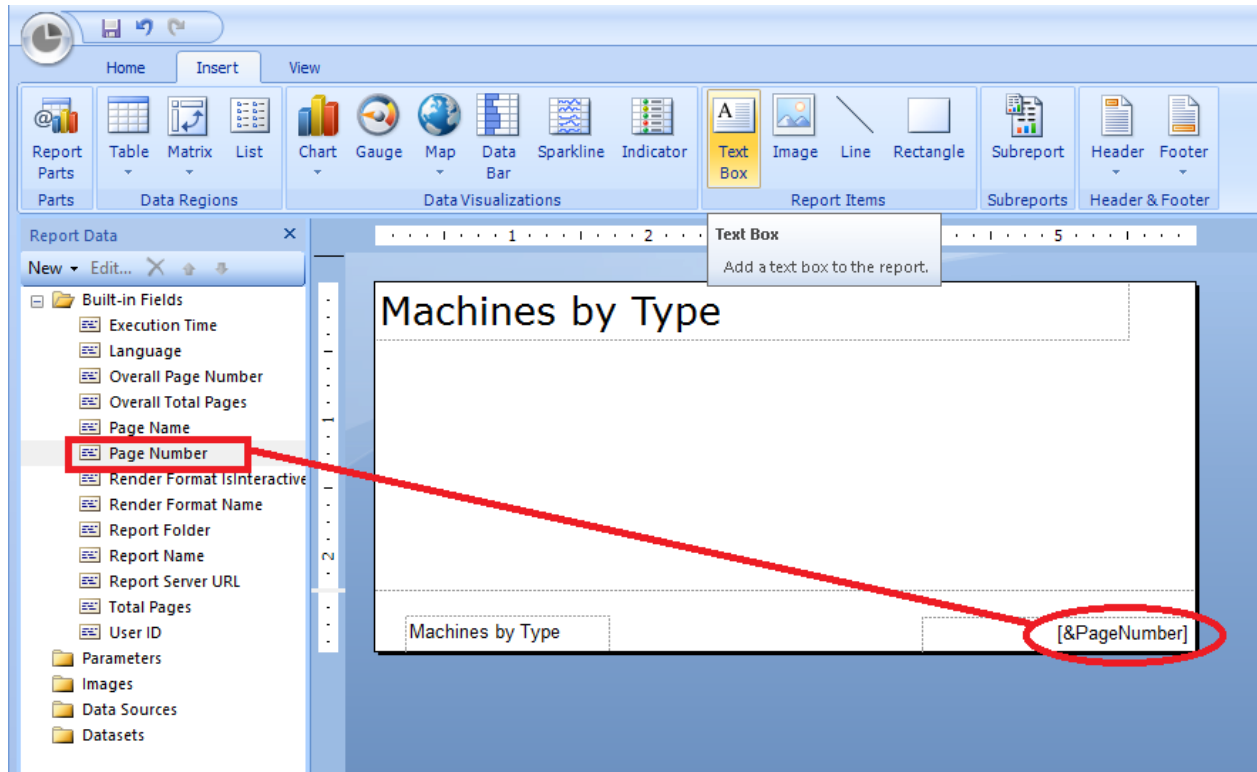 Home Insert View
Report Parts
Table Matrix List
Chart Gauge Map Data Bar Sparkline Indicator
Text Box Image Line Rectangle
Subreport
Header Footer
Parts Data Regions Data Visualizations Report Items Subreports Header & Footer
Report Data
New Edit...
1 2 5
Text Box
Add a text box to the report.
Built-in Fields
Execution Time
Language
Overall Page Number
Overall Total Pages
Page Name
Page Number
Render Format IsInteractive
Render Format Name
Report Folder
Report Name
Report Server URL
Total Pages
User ID
Parameters
Images
Data Sources
Datasets
1
2
Machines by Type
Machines by Type
[&PageNumber]